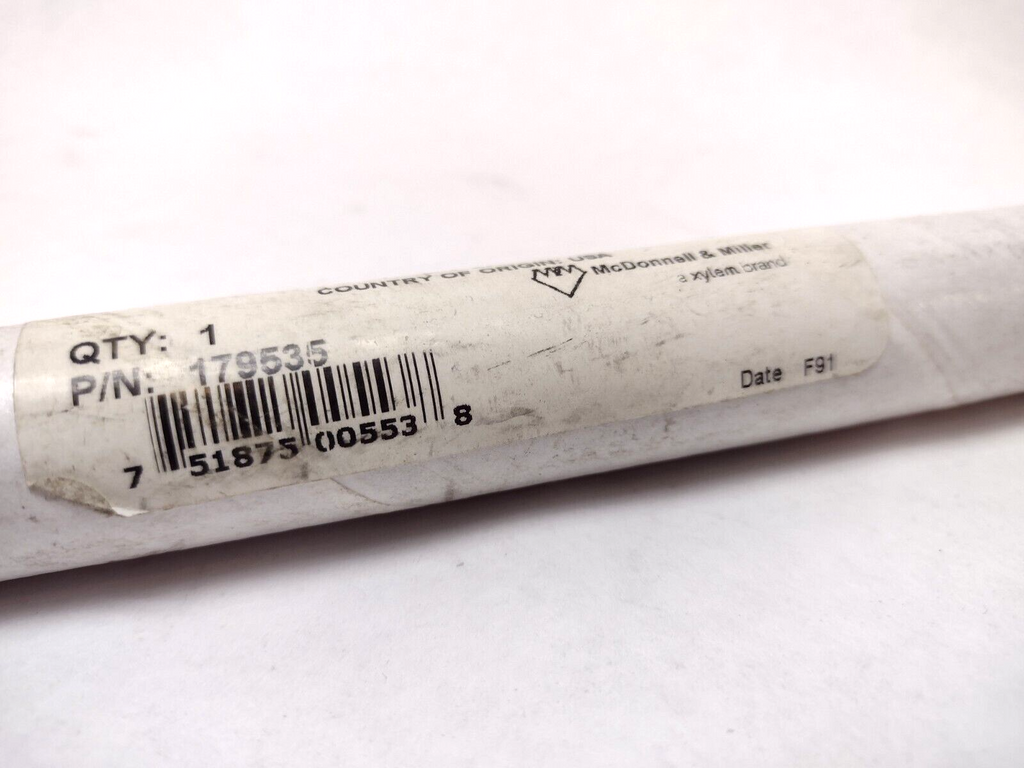 COUNTRY OF ORIGIN: USA
McDonnell & Miller
a xylem brand
QTY: 1
P/N: 179535
7 51875 00553 8
Date F91